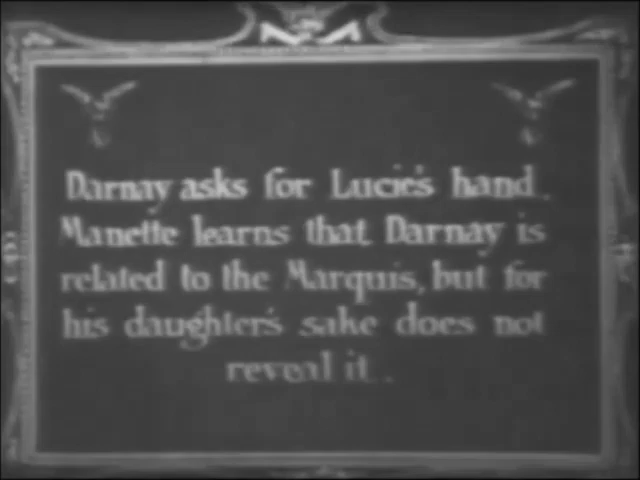 Darnay asks for Lucie's hand.
Manette learns that Darnay is
related to the Marquis, but for
his daughter's sake does not
reveal it..